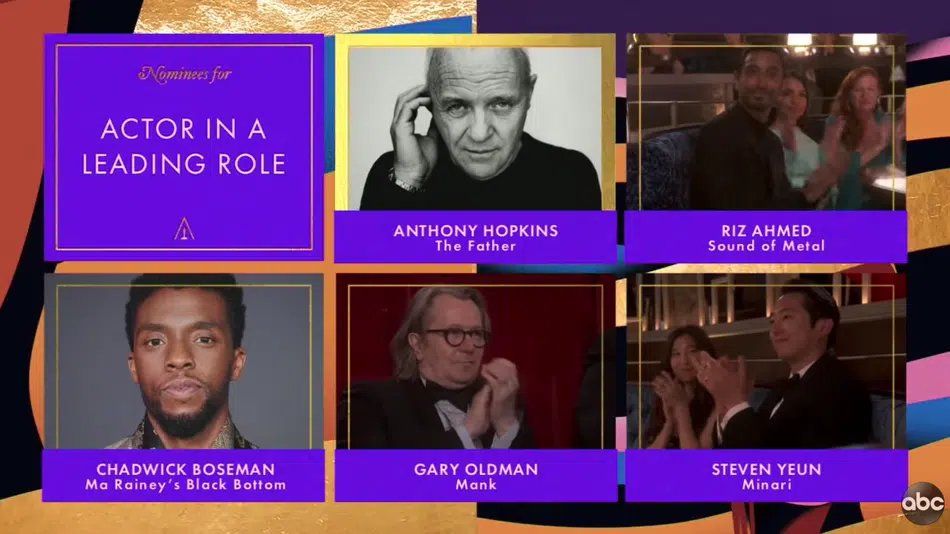 Nominees for
ACTOR IN A
LEADING ROLE
ANTHONY HOPKINS
The Father
RIZ AHMED
Sound of Metal
CHADWICK BOSEMAN
Ma Rainey's Black Bottom
GARY OLDMAN
Mank
STEVEN YEUN
Minari
abc